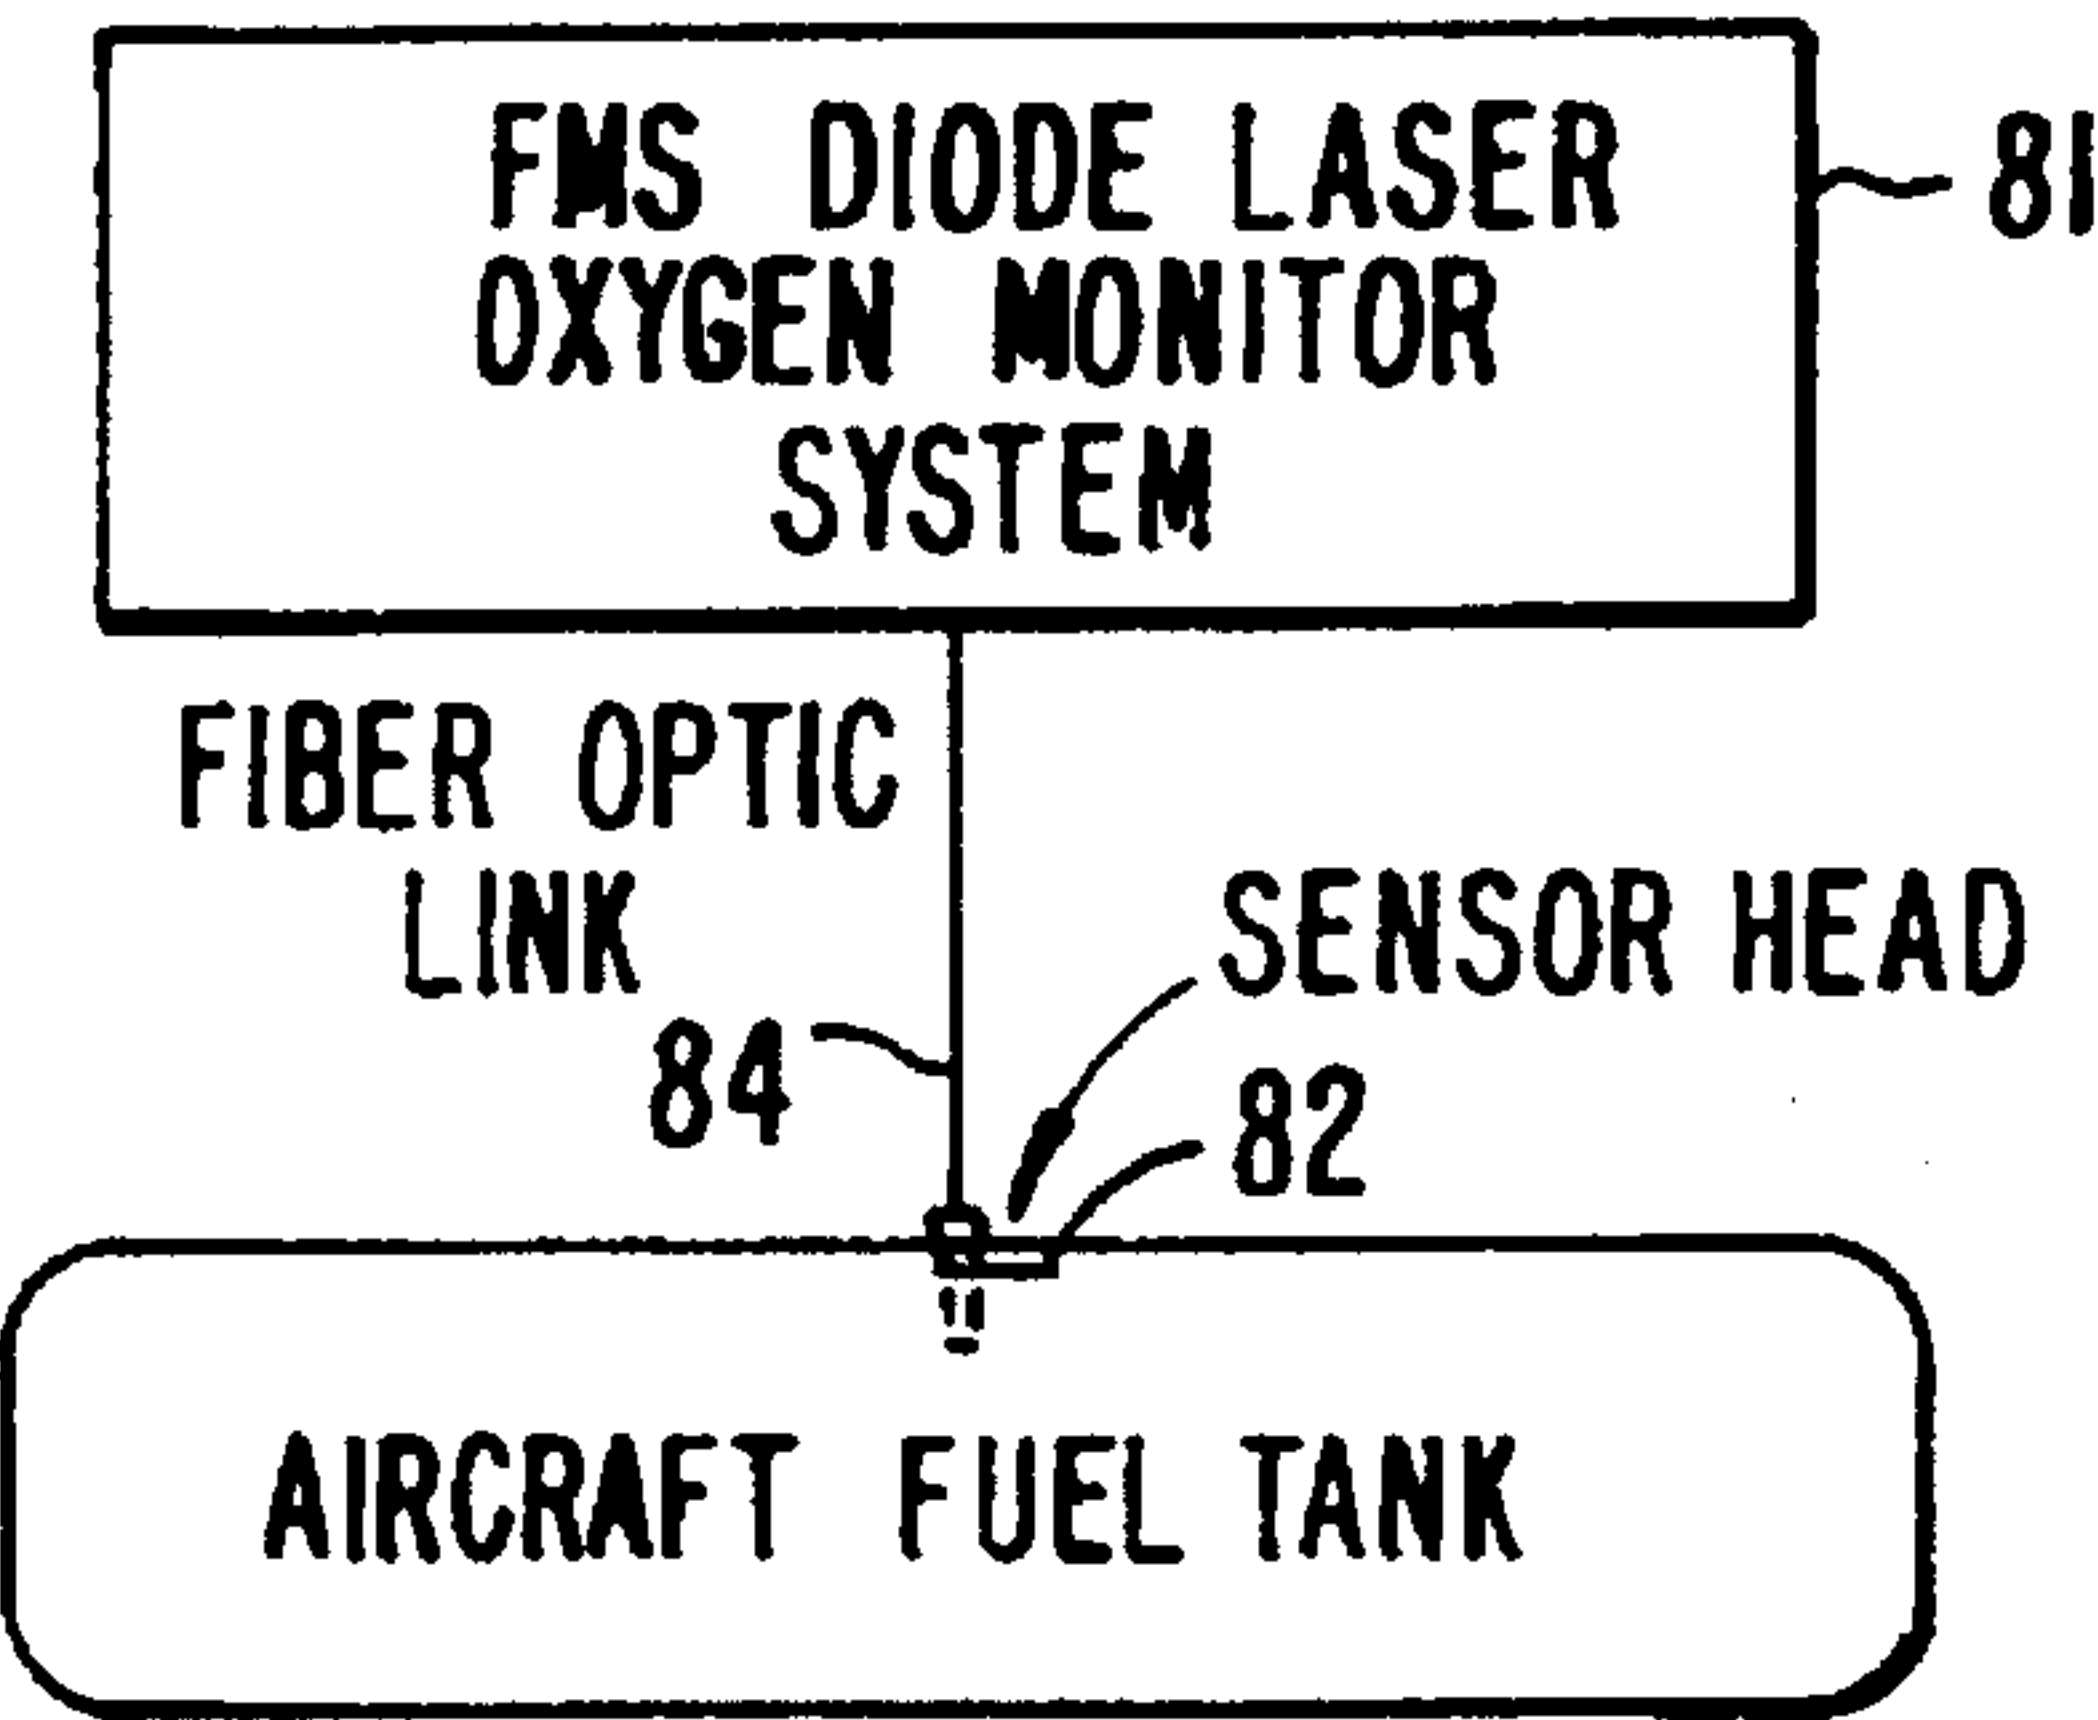 FMS DIODE LASER
OXYGEN MONITOR
SYSTEM
81
FIBER OPTIC
LINK
84
SENSOR HEAD
82
AIRCRAFT FUEL TANK